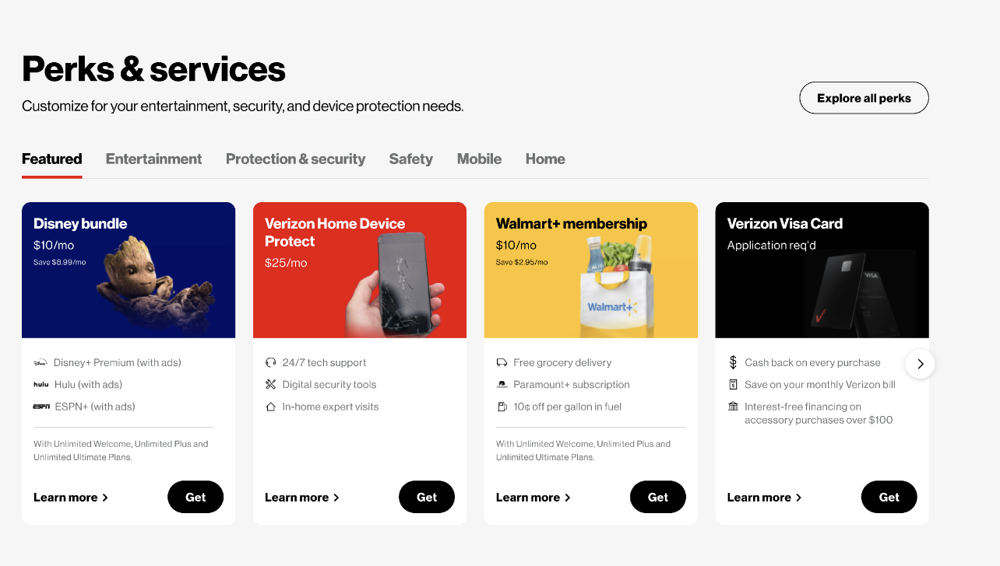 Perks & services
Customize for your entertainment, security, and device protection needs.
Explore all perks
Featured
Entertainment
Protection & security
Safety
Mobile
Home
Disney bundle
$10/mo
Save $8.99/mo
Disney+ Premium (with ads)
hulu Hulu (with ads)
ESPN ESPN+ (with ads)
With Unlimited Welcome, Unlimited Plus and
Unlimited Ultimate Plans.
Learn more
Get
Verizon Home Device
Protect
$25/mo
24/7 tech support
Digital security tools
In-home expert visits
Learn more
Get
Walmart+ membership
$10/mo
Save $2.95/mo
Walmart+
Free grocery delivery
Paramount+ subscription
10¢ off per gallon in fuel
With Unlimited Welcome, Unlimited Plus and
Unlimited Ultimate Plans.
Learn more
Get
Verizon Visa Card
Application req'd
VISA
Cash back on every purchase
Save on your monthly Verizon bill
Interest-free financing on
accessory purchases over $100
Learn more
Get